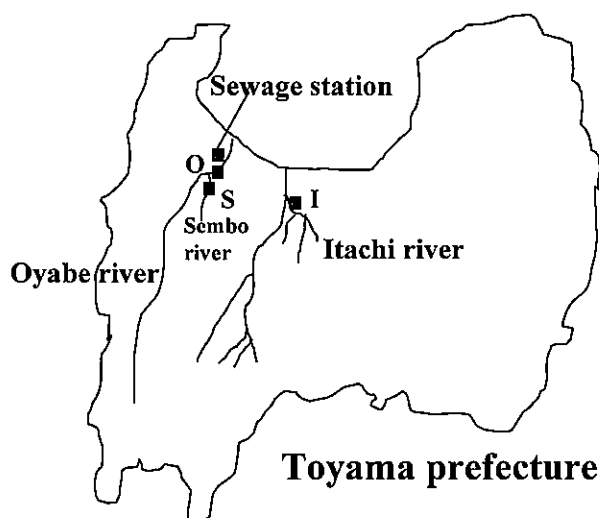 Sewage station
O
S
I
Sembo
river
Itachi river
Oyabe river
Toyama prefecture